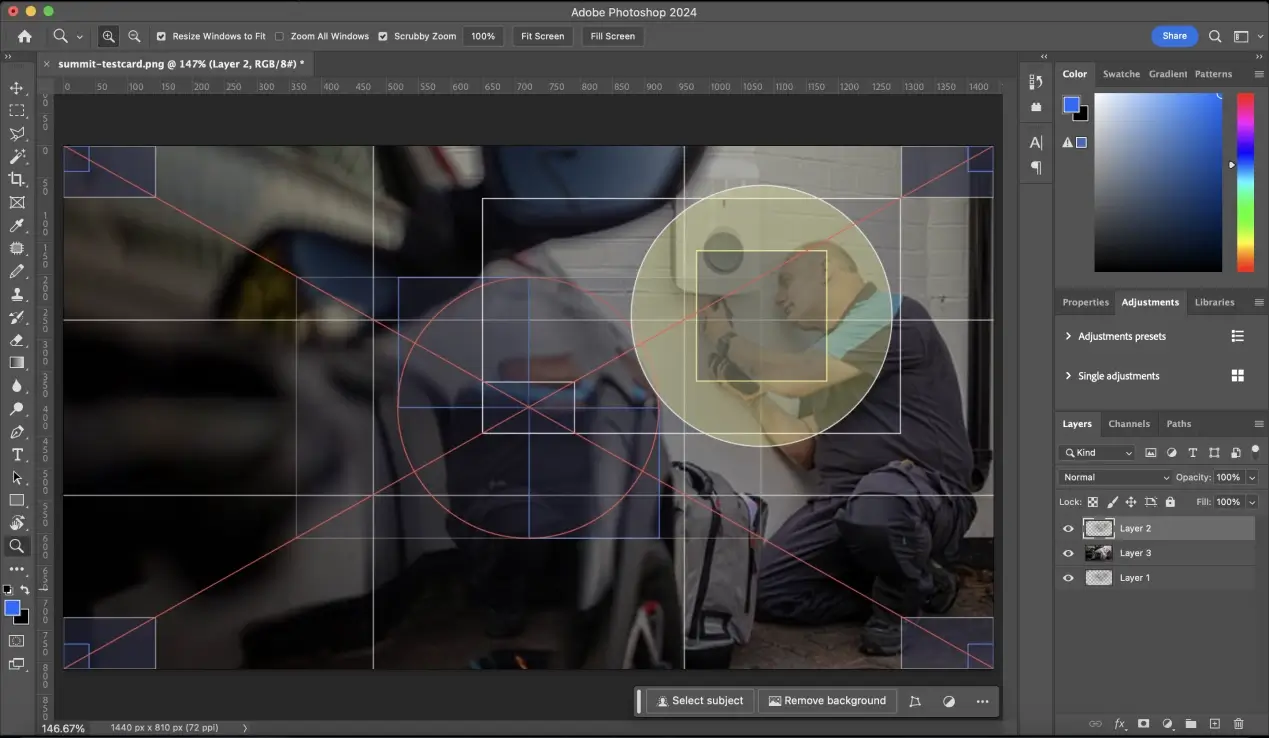 Adobe Photoshop 2024
Resize Windows to Fit Zoom All Windows Scrubby Zoom 100% Fit Screen Fill Screen Share
summit-testcard.png @ 147% (Layer 2, RGB/8#) *
0 50 100 150 200 250 300 350 400 450 500 550 600 650 700 750 800 850 900 950 1000 1050 1100 1150 1200 1250 1300 1350 1400
Color Swatche Gradient Patterns
Properties Adjustments Libraries
Adjustments presets
Single adjustments
Layers Channels Paths
Kind
Normal Opacity: 100%
Lock: Fill: 100%
Layer 2
Layer 3
Layer 1
Select subject Remove background
146.67% 1440 px x 810 px (72 ppi)